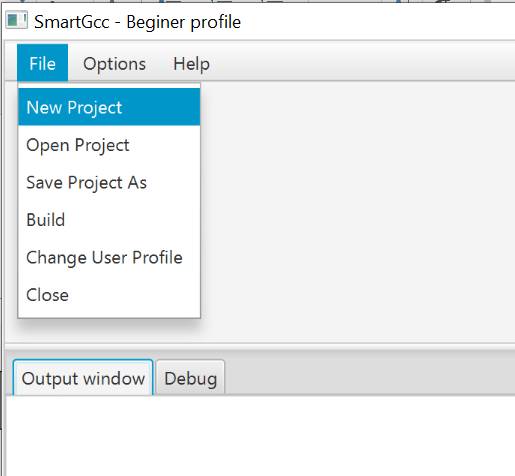 SmartGcc - Beginer profile
File Options Help
New Project
Open Project
Save Project As
Build
Change User Profile
Close
Output window Debug